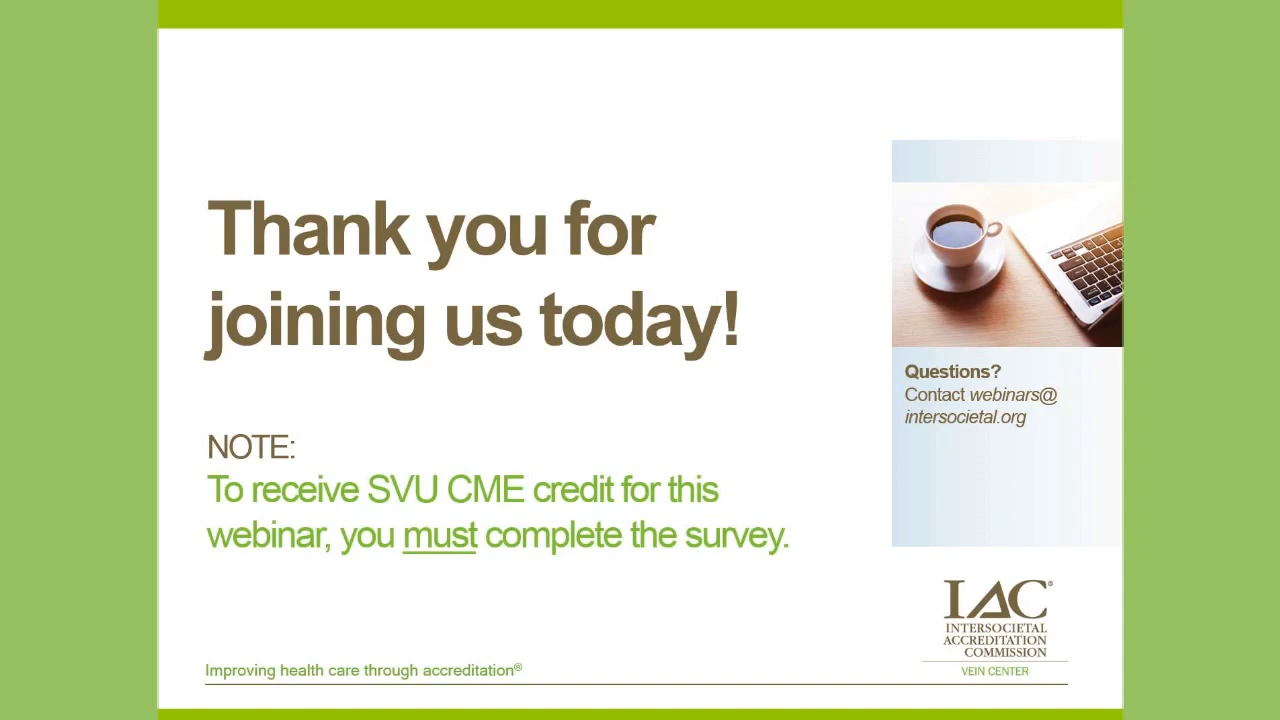 Thank you for
joining us today!
NOTE:
To receive SVU CME credit for this
webinar, you must complete the survey.
Questions?
Contact webinars@
intersocietal.org
IAC®
INTERSOCIETAL
ACCREDITATION
COMMISSION
VEIN CENTER
Improving health care through accreditation®